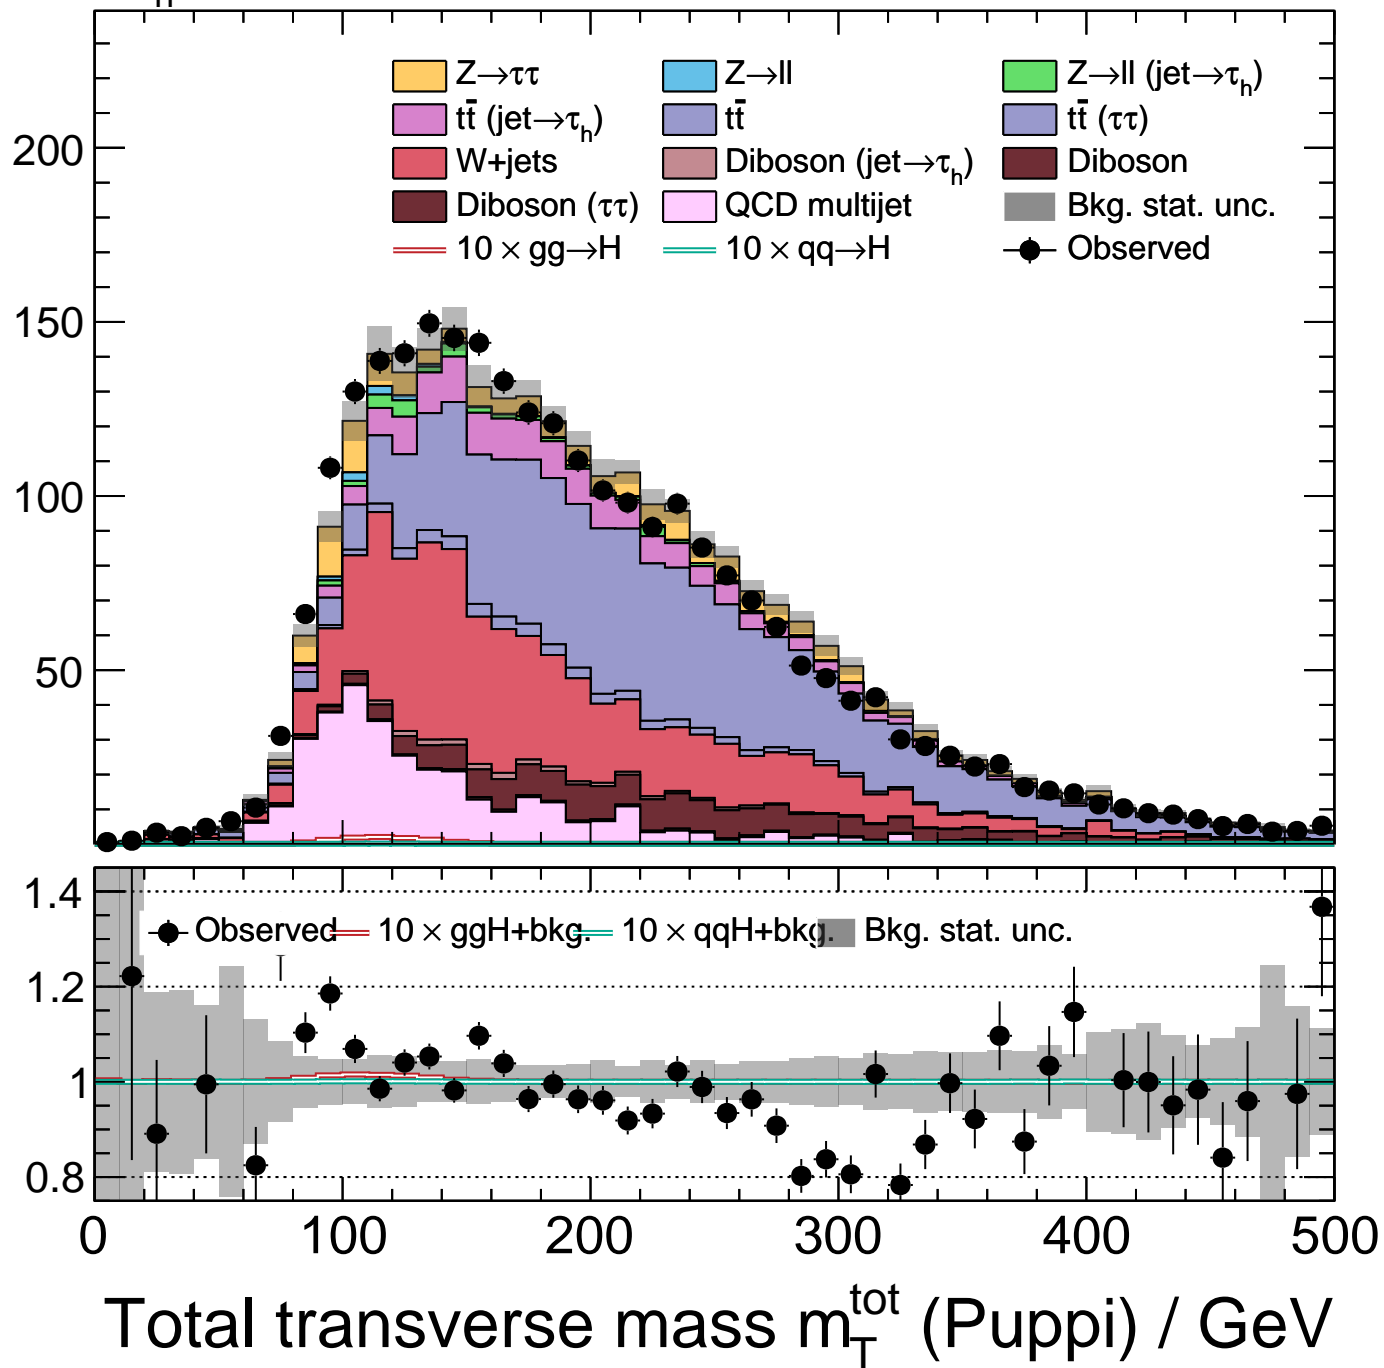 h
Z→ττ Z→ll Z→ll (jet→τh)
tt̄ (jet→τh) tt̄ tt̄ (ττ)
W+jets Diboson (jet→τh) Diboson
Diboson (ττ) QCD multijet Bkg. stat. unc.
10 × gg→H 10 × qq→H Observed
200
150
100
50
1.4
Observed 10 × ggH+bkg. 10 × qqH+bkg. Bkg. stat. unc.
1.2
1
0.8
0 100 200 300 400 500
Total transverse mass m_T^tot (Puppi) / GeV